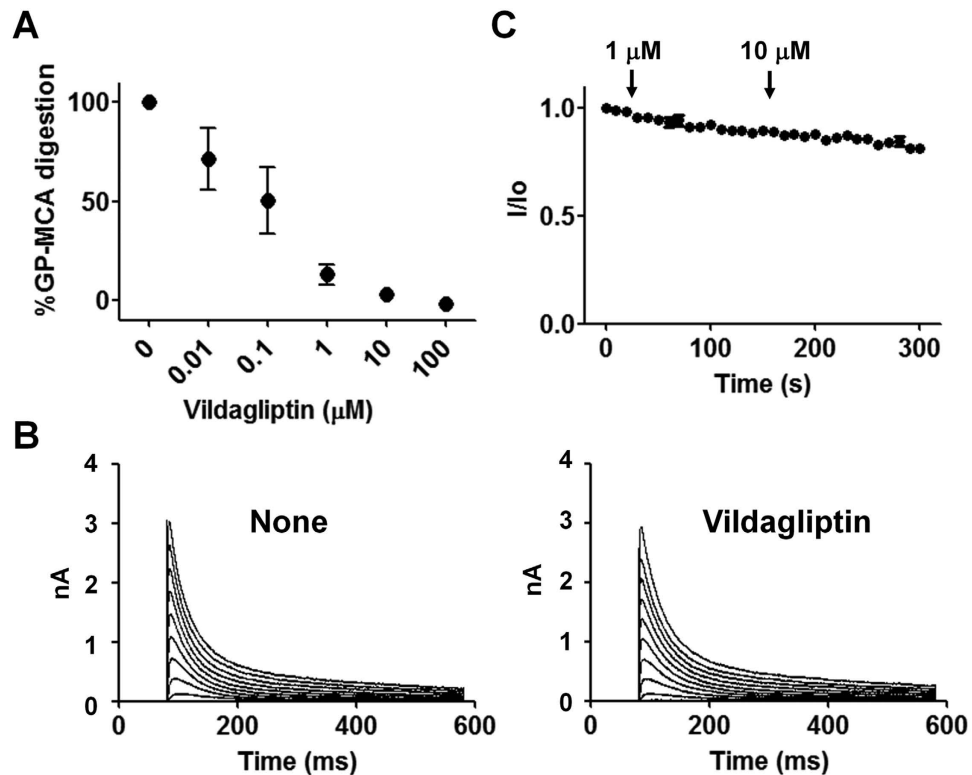 A
%GP-MCA digestion
100
50
0
0
0.01
0.1
1
10
100
Vildagliptin (µM)
C
1 µM
10 µM
I/Io
1.0
0.5
0.0
0
100
200
300
Time (s)
B
nA
4
3
2
1
0
None
0
200
400
600
Time (ms)
nA
4
3
2
1
0
Vildagliptin
0
200
400
600
Time (ms)